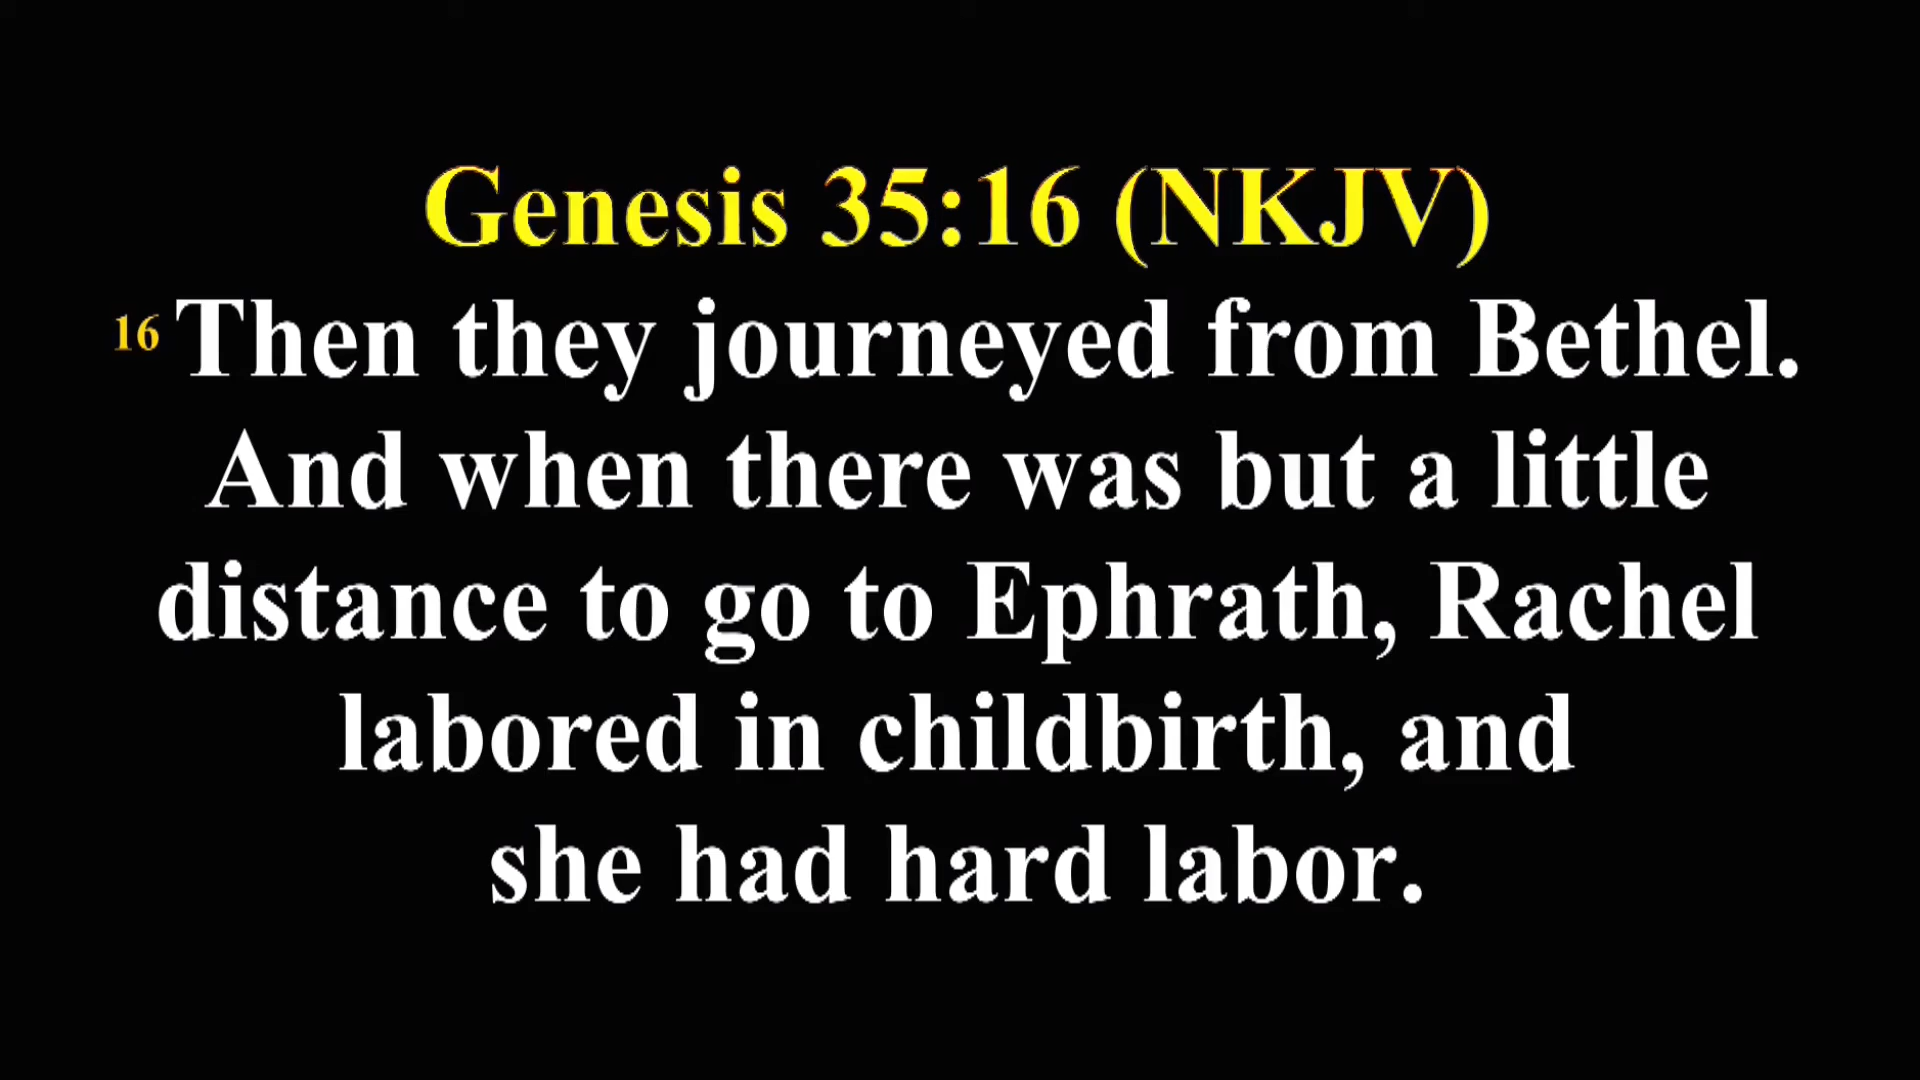 Genesis 35:16 (NKJV)
16 Then they journeyed from Bethel.
And when there was but a little
distance to go to Ephrath, Rachel
labored in childbirth, and
she had hard labor.